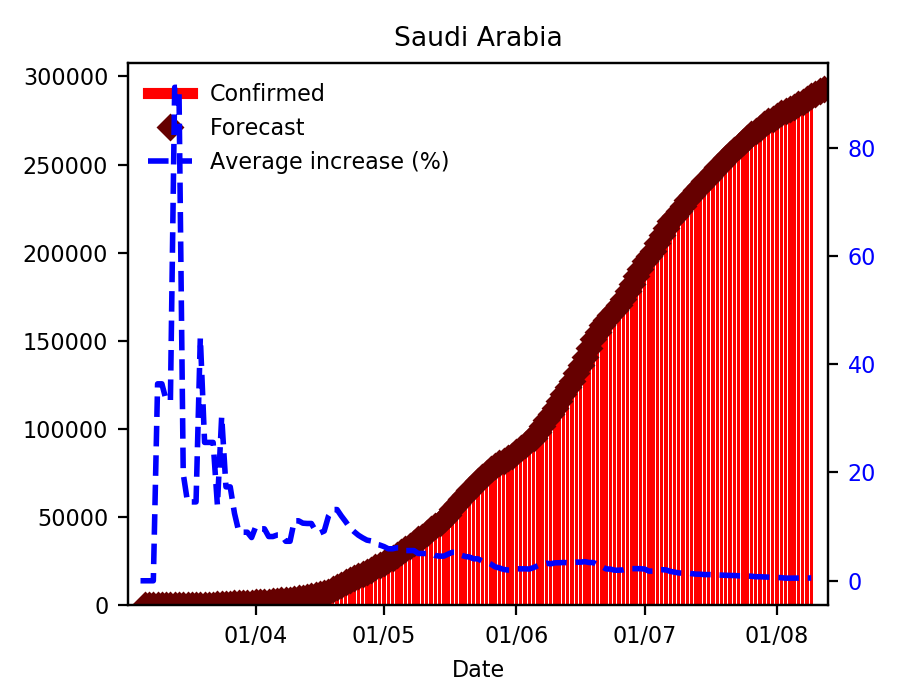 Saudi Arabia
Confirmed
Forecast
Average increase (%)
300000
250000
200000
150000
100000
50000
0
80
60
40
20
0
01/04 01/05 01/06 01/07 01/08
Date